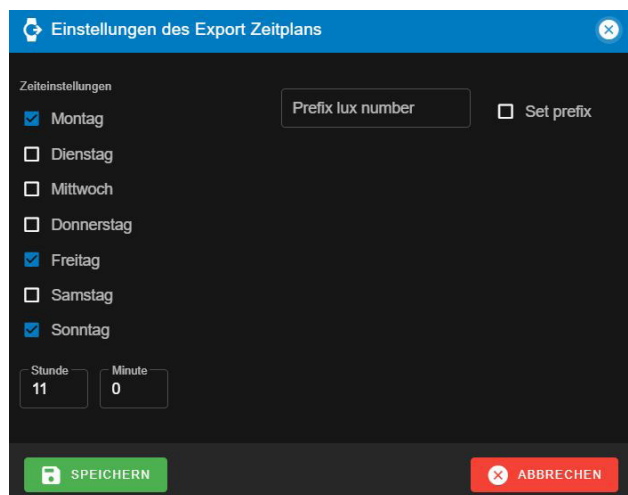 Einstellungen des Export Zeitplans
Zeiteinstellungen
Montag
Dienstag
Mittwoch
Donnerstag
Freitag
Samstag
Sonntag
Stunde
11
Minute
0
Prefix lux number
Set prefix
SPEICHERN
ABBRECHEN